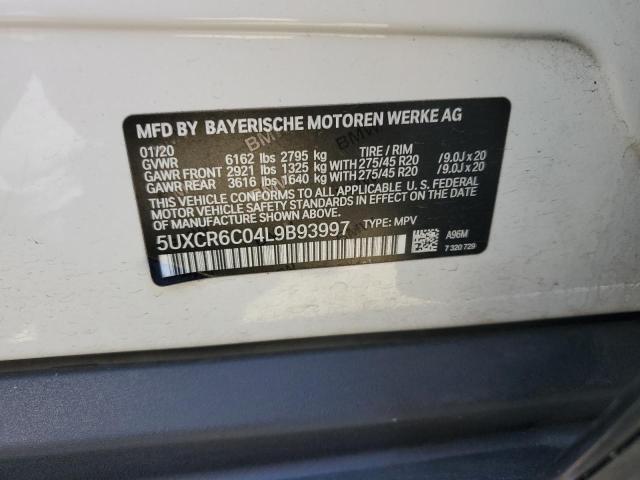 MFD BY BAYERISCHE MOTOREN WERKE AG
01/20
GVWR 6162 lbs 2795 kg TIRE / RIM
GAWR FRONT 2921 lbs 1325 kg WITH 275/45 R20 /9.0J x 20
GAWR REAR 3616 lbs 1640 kg WITH 275/45 R20 /9.0J x 20
THIS VEHICLE CONFORMS TO ALL APPLICABLE U. S. FEDERAL
MOTOR VEHICLE SAFETY STANDARDS IN EFFECT ON THE DATE
OF MANUFACTURE SHOWN ABOVE.
5UXCR6C04L9B93997 TYPE: MPV
A96M
7 320 729